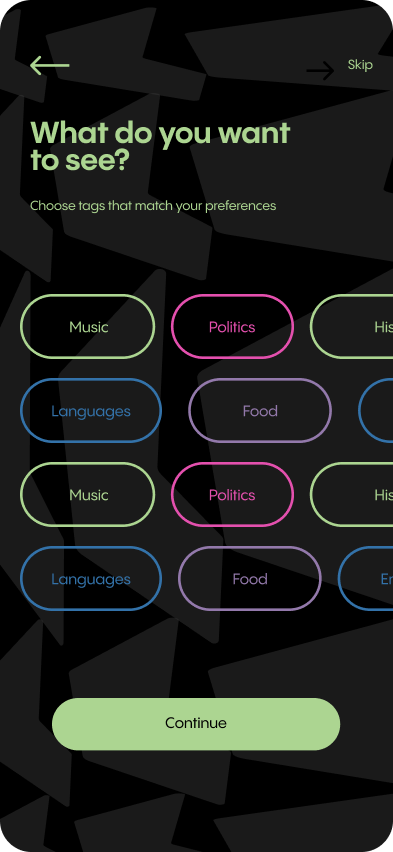 Skip
What do you want
to see?
Choose tags that match your preferences
Music Politics His
Languages Food
Music Politics His
Languages Food En
Continue